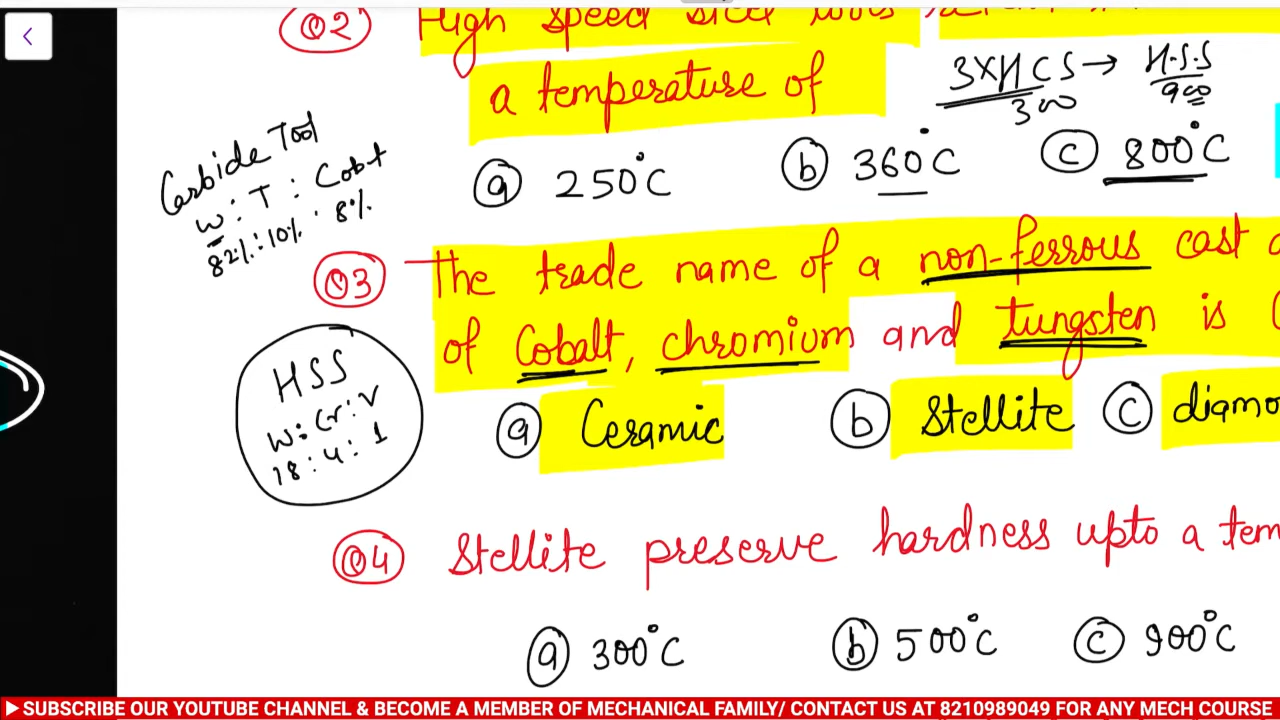 Q2 High speed steel tools
a temperature of
3XHCS → H.S.S
300 900
(a) 250°C (b) 360°C (c) 800°C
Carbide Tool
W : T : Cobt
82% : 10% : 8%
Q3 The trade name of a non-ferrous cast
of Cobalt, chromium and tungsten is
(a) Ceramic (b) Stellite (c) diamo
HSS
W : Cr : V
18 : 4 : 1
Q4 Stellite preserve hardness upto a tem
(a) 300°C (b) 500°C (c) 900°C
▶ SUBSCRIBE OUR YOUTUBE CHANNEL & BECOME A MEMBER OF MECHANICAL FAMILY/ CONTACT US AT 8210989049 FOR ANY MECH COURSE